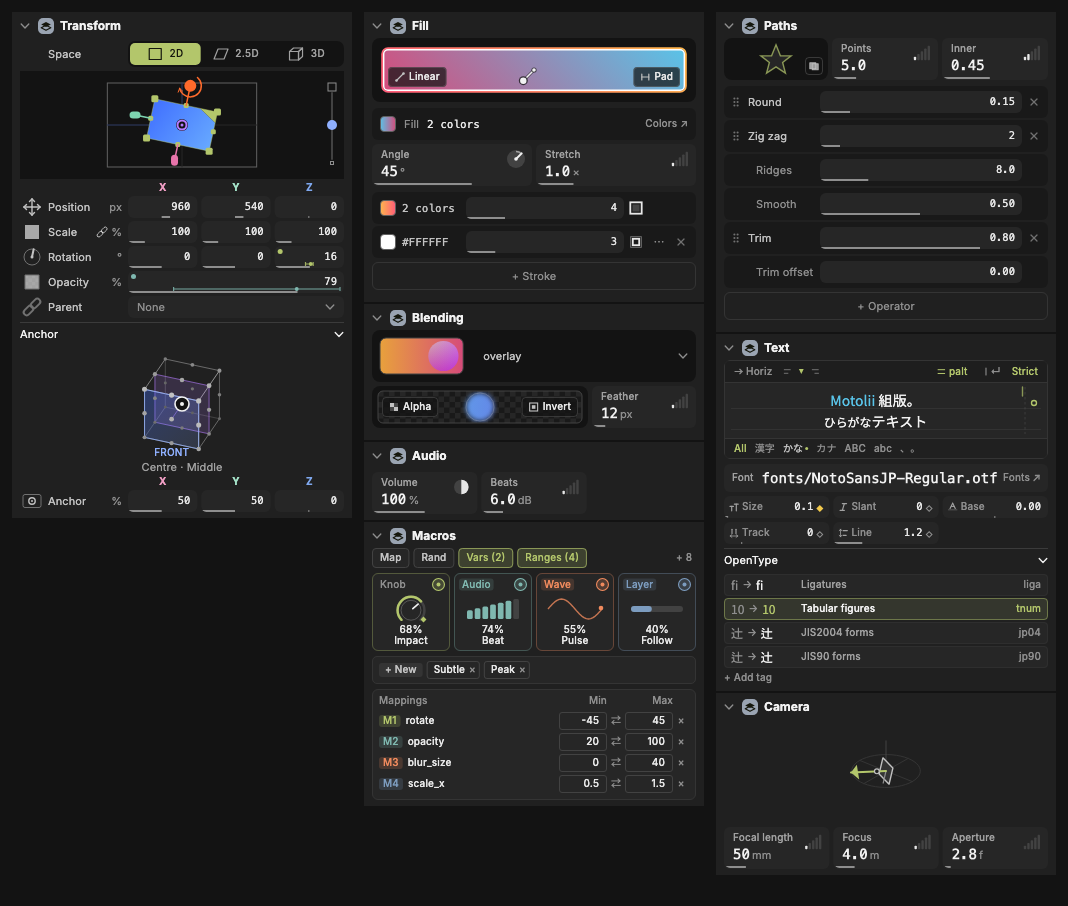 Transform
Space 2D 2.5D 3D
X Y Z
Position px 960 540 0
Scale % 100 100 100
Rotation ° 0 0 16
Opacity % 79
Parent None
Anchor
FRONT
Centre · Middle
X Y Z
Anchor % 50 50 0
Fill
Linear Pad
Fill 2 colors Colors ↗
Angle
45°
Stretch
1.0 ×
2 colors 4
#FFFFFF 3 ··· ×
+ Stroke
Blending
overlay
Alpha Invert
Feather
12 px
Audio
Volume
100 %
Beats
6.0 dB
Macros
Map Rand Vars (2) Ranges (4) + 8
Knob Audio Wave Layer
68% 74% 55% 40%
Impact Beat Pulse Follow
+ New Subtle × Peak ×
Mappings Min Max
M1 rotate -45 ⇄ 45 ×
M2 opacity 20 ⇄ 100 ×
M3 blur_size 0 ⇄ 40 ×
M4 scale_x 0.5 ⇄ 1.5 ×
Paths
Points
5.0
Inner
0.45
Round 0.15 ×
Zig zag 2 ×
Ridges 8.0
Smooth 0.50
Trim 0.80 ×
Trim offset 0.00
+ Operator
Text
→ Horiz palt Strict
Motolii 組版。
ひらがなテキスト
All 漢字 かな• カナ ABC abc 、。
Font fonts/NotoSansJP-Regular.otf Fonts ↗
Size 0.1 Slant 0 Base 0.00
Track 0 Line 1.2
OpenType
fi → fi Ligatures liga
10 → 10 Tabular figures tnum
辻 → 辻 JIS2004 forms jp04
辻 → 辻 JIS90 forms jp90
+ Add tag
Camera
Focal length
50 mm
Focus
4.0 m
Aperture
2.8 f